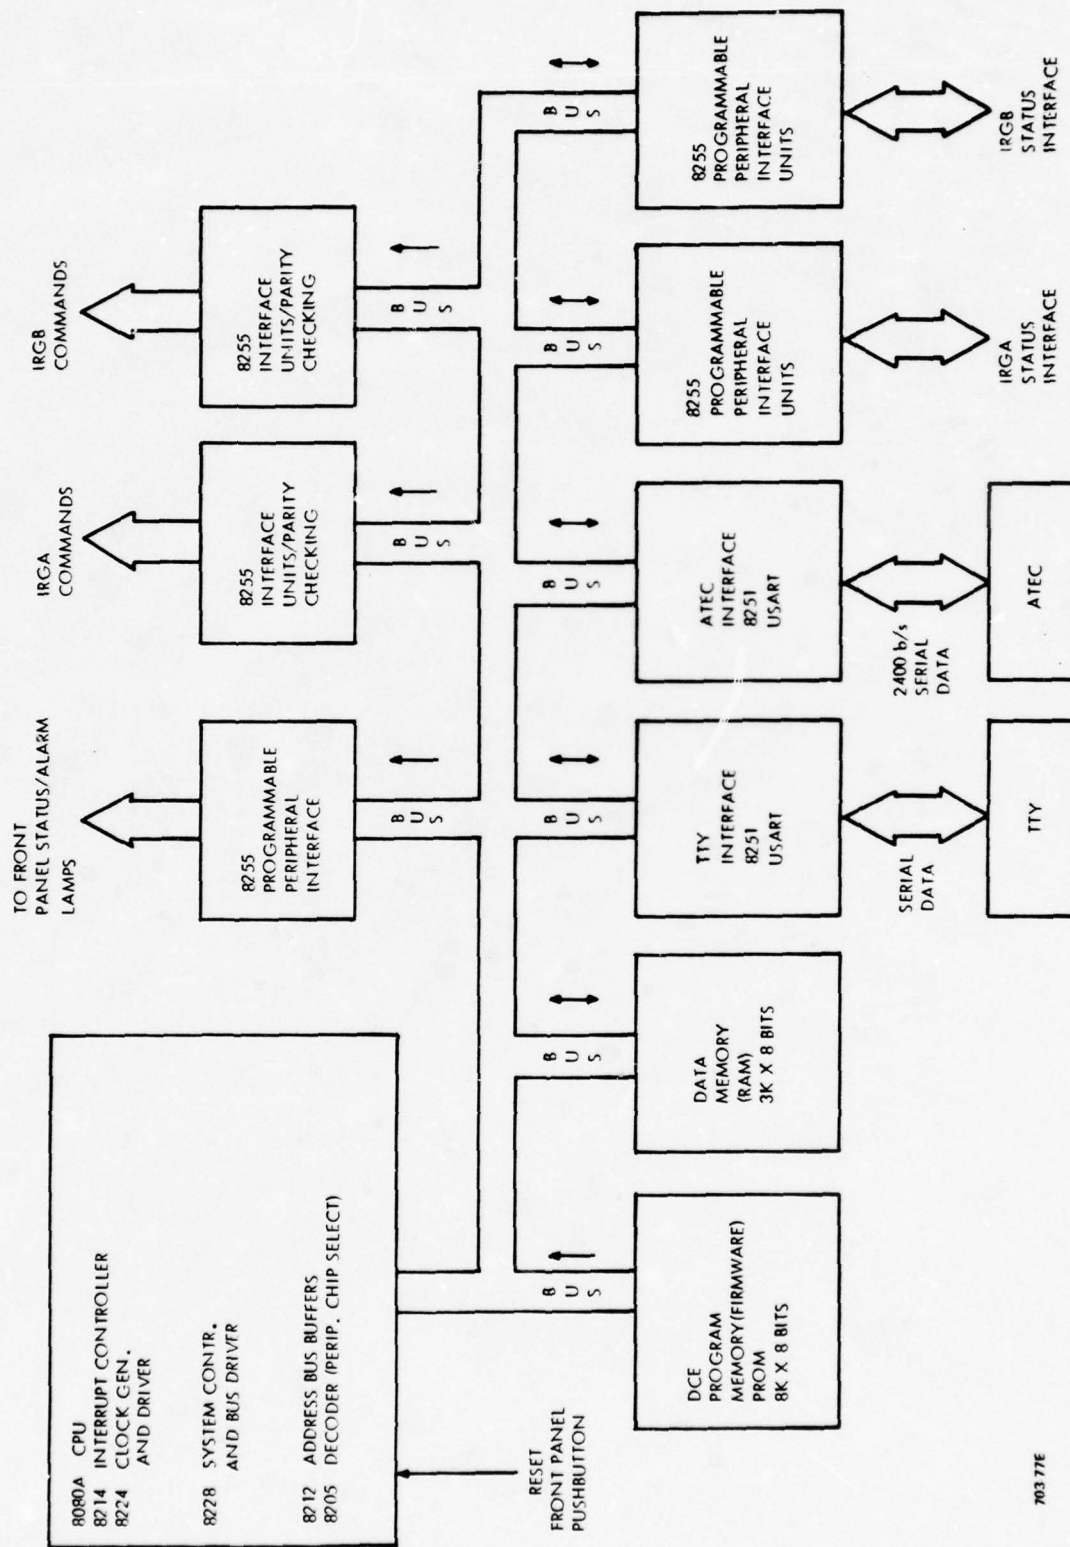 8080A CPU
8214 INTERRUPT CONTROLLER
8224 CLOCK GEN.
AND DRIVER
8228 SYSTEM CONTR.
AND BUS DRIVER
8212 ADDRESS BUS BUFFERS
8205 DECODER (PERIP. CHIP SELECT)
RESET
FRONT PANEL
PUSHBUTTON
TO FRONT
PANEL STATUS/ALARM
LAMPS
8255
PROGRAMMABLE
PERIPHERAL
INTERFACE
BUS
IRGA
COMMANDS
8255
INTERFACE
UNITS/PARITY
CHECKING
BUS
IRGB
COMMANDS
8255
INTERFACE
UNITS/PARITY
CHECKING
BUS
BUS
DCE
PROGRAM
MEMORY(FIRMWARE)
PROM
8K X 8 BITS
BUS
DATA
MEMORY
(RAM)
3K X 8 BITS
BUS
TTY
INTERFACE
8251
USART
SERIAL
DATA
TTY
BUS
ATEC
INTERFACE
8251
USART
2400 b/s
SERIAL
DATA
ATEC
BUS
8255
PROGRAMMABLE
PERIPHERAL
INTERFACE
UNITS
IRGA
STATUS
INTERFACE
BUS
8255
PROGRAMMABLE
PERIPHERAL
INTERFACE
UNITS
IRGB
STATUS
INTERFACE
703 77E